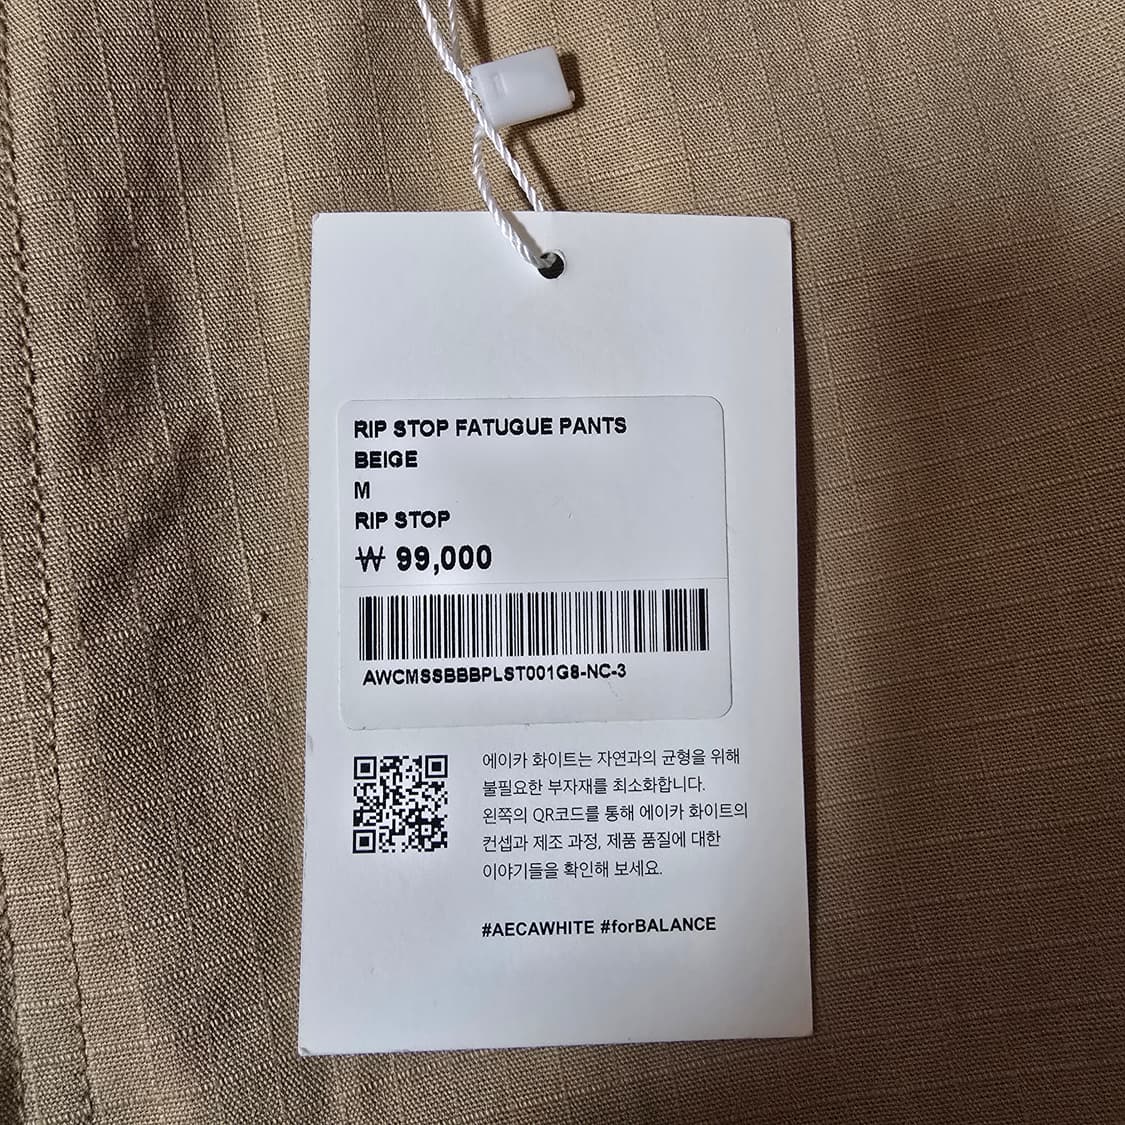 RIP STOP FATUGUE PANTS
BEIGE
M
RIP STOP
₩ 99,000
AWCMSSBBBPLST001G8-NC-3
에이카 화이트는 자연과의 균형을 위해
불필요한 부자재를 최소화합니다.
왼쪽의 QR코드를 통해 에이카 화이트의
컨셉과 제조 과정, 제품 품질에 대한
이야기들을 확인해 보세요.
#AECAWHITE #forBALANCE